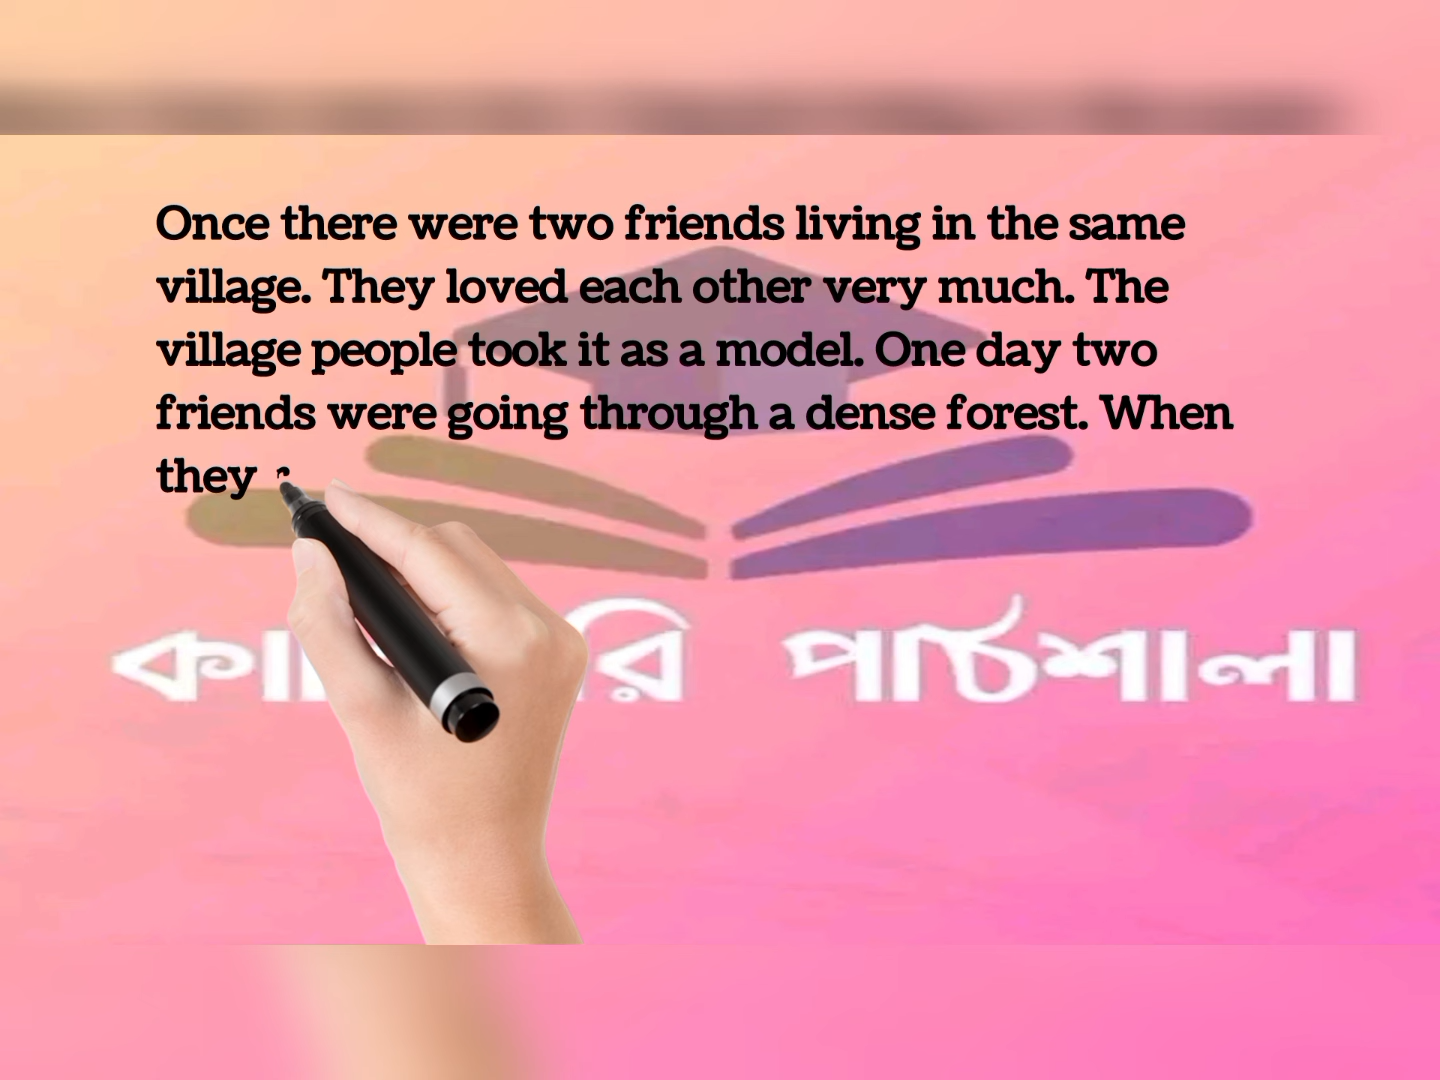 Once there were two friends living in the same
village. They loved each other very much. The
village people took it as a model. One day two
friends were going through a dense forest. When
they
পাঠশালা